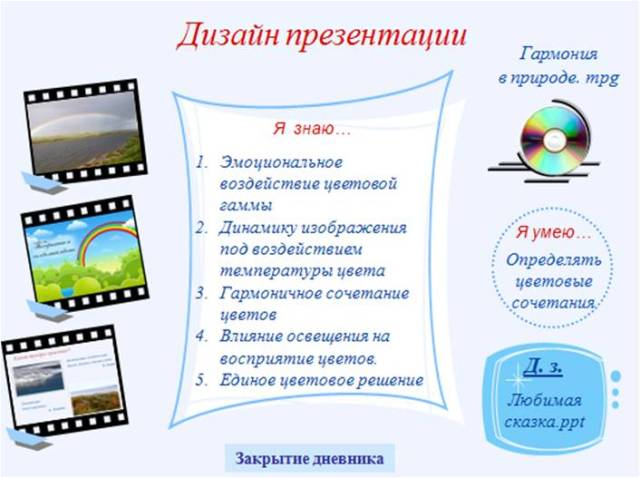 Дизайн презентации
Гармония
в природе. mpg
Я знаю…
1. Эмоциональное
воздействие цветовой
гаммы
2. Динамику изображения
под воздействием
температуры цвета
3. Гармоничное сочетание
цветов
4. Влияние освещения на
восприятие цветов.
5. Единое цветовое решение
Я умею…
Определять
цветовые
сочетания.
Д. з.
Любимая
сказка.ppt
Закрытие дневника